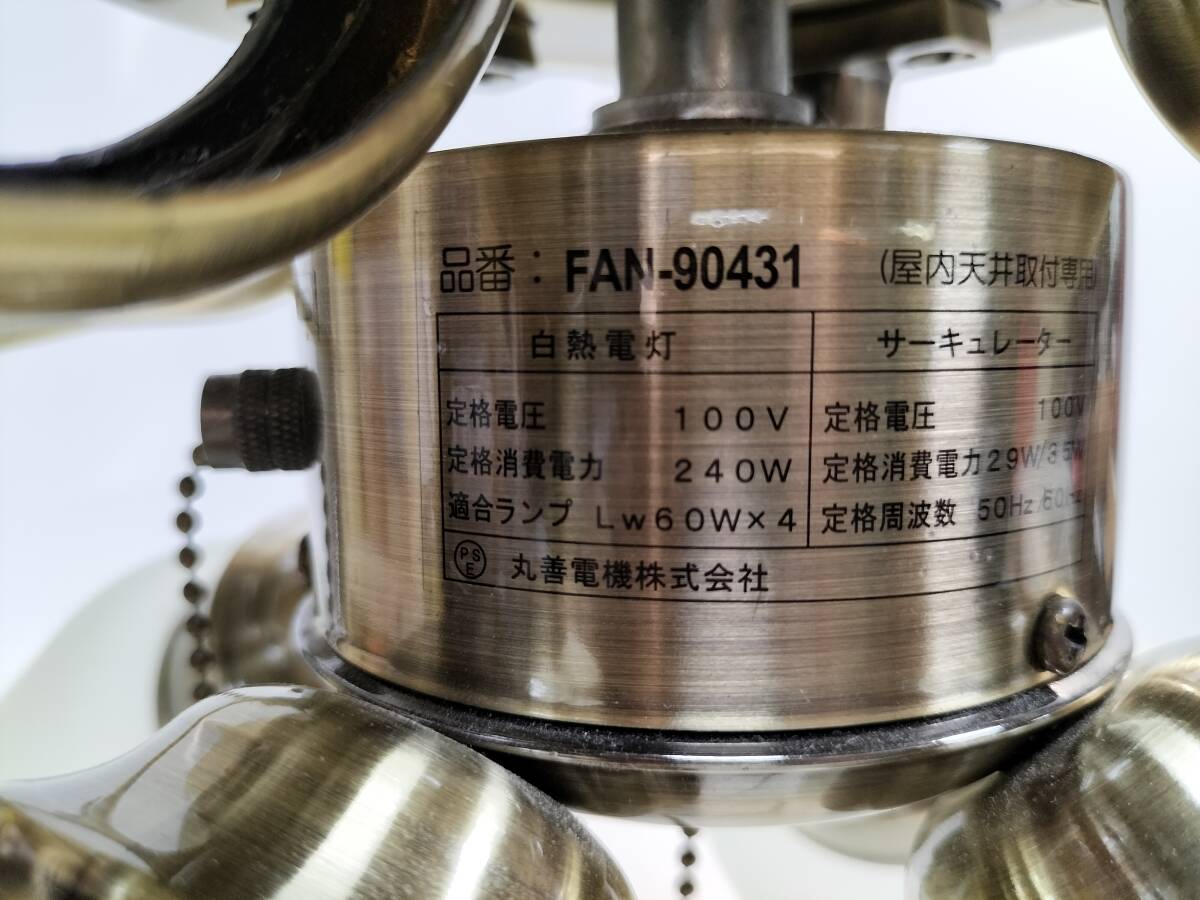 品番：FAN-90431 (屋内天井取付専用)
白熱電灯 サーキュレーター
定格電圧 100V 定格電圧 100V
定格消費電力 240W 定格消費電力29W/35W
適合ランプ Lw60W×4 定格周波数 50Hz/60Hz
PSE 丸善電機株式会社